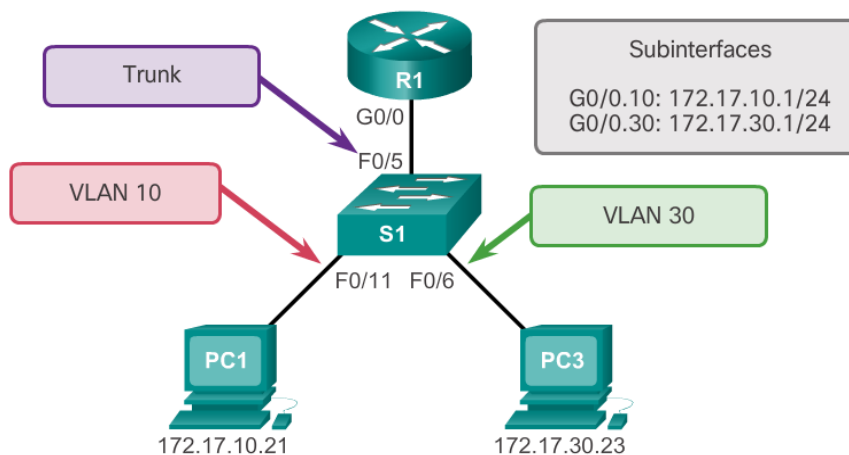 Trunk
R1
Subinterfaces
G0/0.10: 172.17.10.1/24
G0/0.30: 172.17.30.1/24
G0/0
F0/5
VLAN 10
VLAN 30
S1
F0/11 F0/6
PC1
PC3
172.17.10.21
172.17.30.23